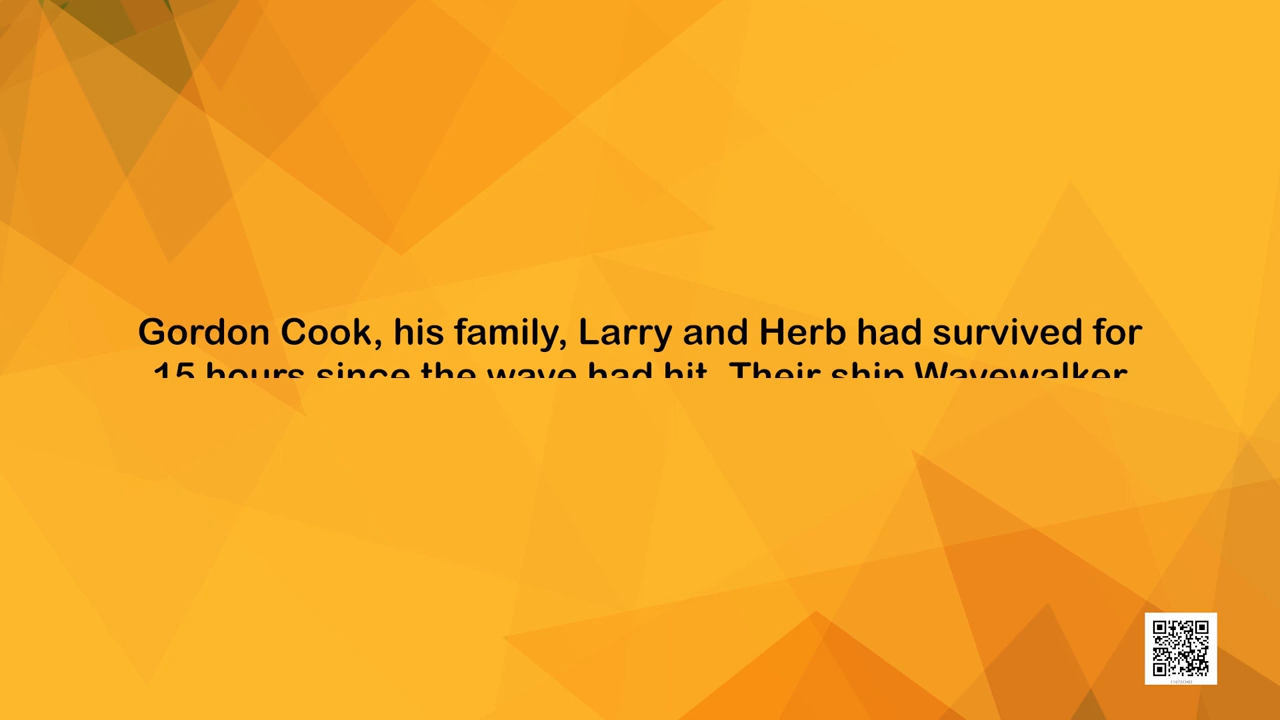 Gordon Cook, his family, Larry and Herb had survived for
15 hours since the wave had hit. Their ship Wavewalker